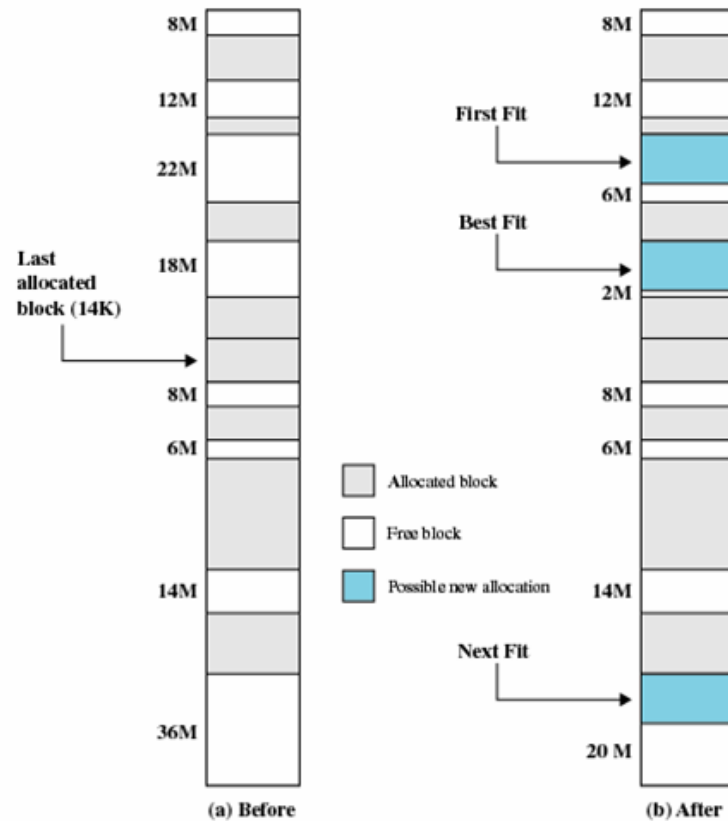 8M
12M
22M
18M
Last
allocated
block (14K)
8M
6M
14M
36M
(a) Before
Allocated block
Free block
Possible new allocation
8M
12M
First Fit
6M
Best Fit
2M
8M
6M
14M
Next Fit
20 M
(b) After